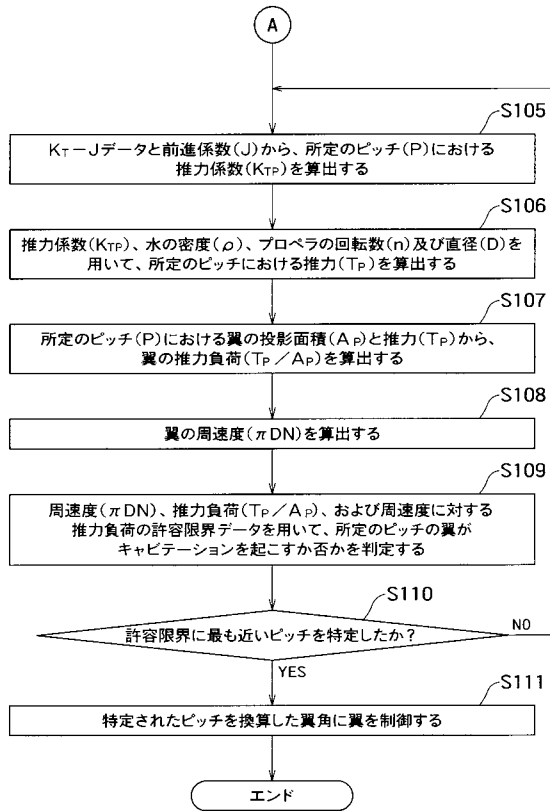 A
S105
KT－Jデータと前進係数(J)から、所定のピッチ(P)における
推力係数(KTP)を算出する
S106
推力係数(KTP)、水の密度(ρ)、プロペラの回転数(n)及び直径(D)を
用いて、所定のピッチにおける推力(TP)を算出する
S107
所定のピッチ(P)における翼の投影面積(AP)と推力(TP)から、
翼の推力負荷(TP／AP)を算出する
S108
翼の周速度(πDN)を算出する
S109
周速度(πDN)、推力負荷(TP／AP)、および周速度に対する
推力負荷の許容限界データを用いて、所定のピッチの翼が
キャビテーションを起こすか否かを判定する
S110
許容限界に最も近いピッチを特定したか？
NO
YES
S111
特定されたピッチを換算した翼角に翼を制御する
エンド